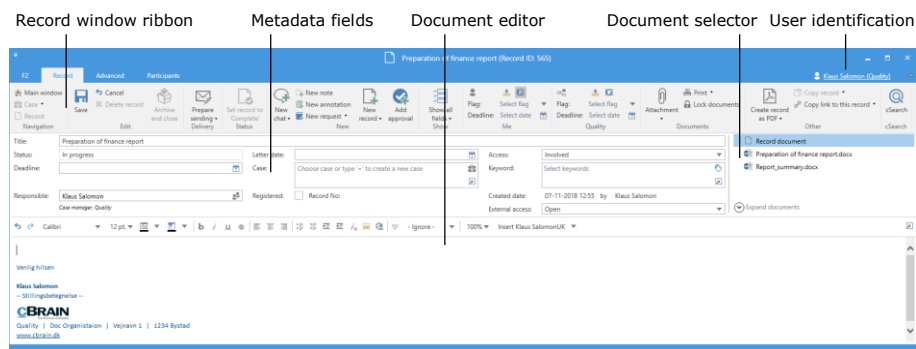 Record window ribbon Metadata fields Document editor Document selector User identification
Preparation of finance report (Record ID: 565)
F2 Record Advanced Participants Klaus Salomon (Quality)
Main window Cancel New note Print Copy record
Case Save Delete record Archive and close Prepare sending Set record to 'Complete' New chat New annotation New record Add approval Show all fields Flag: Select flag Flag: Select flag Attachment Lock documents Create record as PDF Copy link to this record cSearch
Record New request Deadline: Select date Deadline: Select date
Navigation Edit Delivery Status New Show Me Quality Documents Other cSearch
Title: Preparation of finance report Record document
Status: In progress Letter date: Access: Involved Preparation of finance report.docx
Deadline: Case: Choose case or type '+' to create a new case Keyword: Select keywords Report_summary.docx
Responsible: Klaus Salomon Registered: Record No: Created date: 07-11-2018 12:55 by Klaus Salomon
Case manager: Quality External access: Open Expand documents
Calibri 12 pt. b i u - Ignore - 100% Insert Klaus SalomonUK
Venlig hilsen
Klaus Salomon
-- Stillingsbetegnelse --
CBRAIN
Quality | Doc Organistaion | Vejnavn 1 | 1234 Bystad
www.cbrain.dk